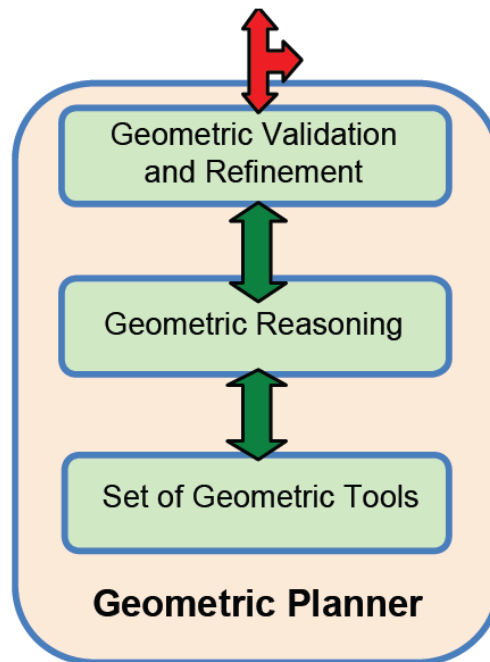 Geometric Validation
and Refinement
Geometric Reasoning
Set of Geometric Tools
Geometric Planner